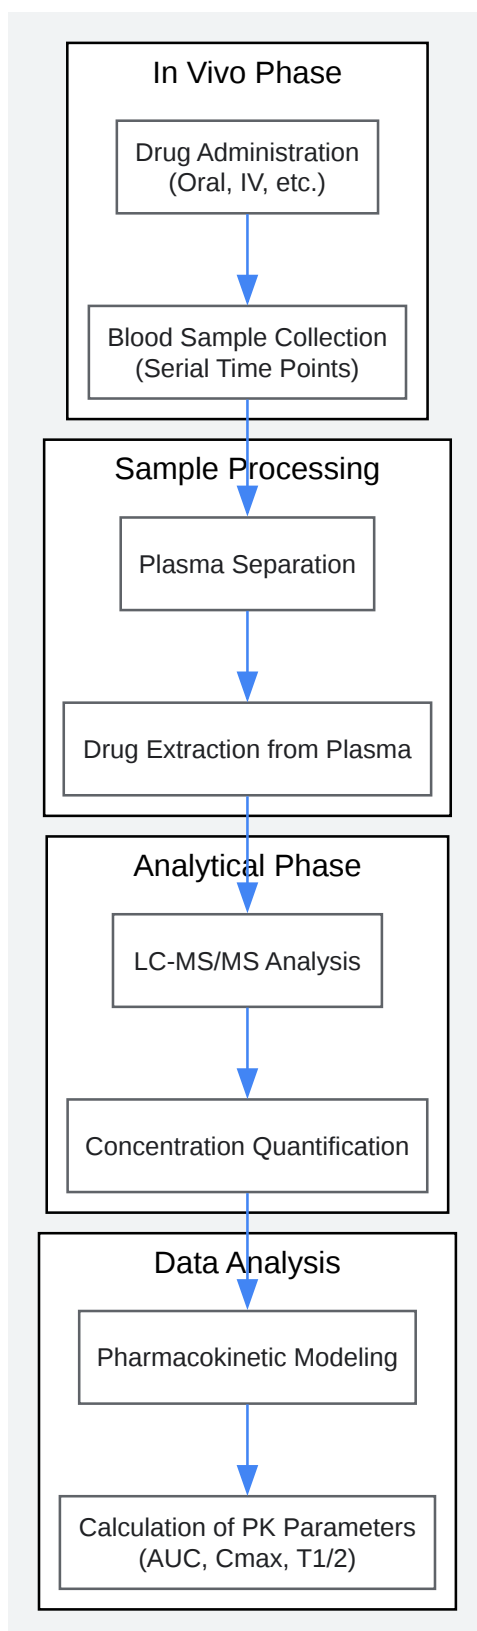 In Vivo Phase
Drug Administration
(Oral, IV, etc.)
Blood Sample Collection
(Serial Time Points)
Sample Processing
Plasma Separation
Drug Extraction from Plasma
Analytical Phase
LC-MS/MS Analysis
Concentration Quantification
Data Analysis
Pharmacokinetic Modeling
Calculation of PK Parameters
(AUC, Cmax, T1/2)